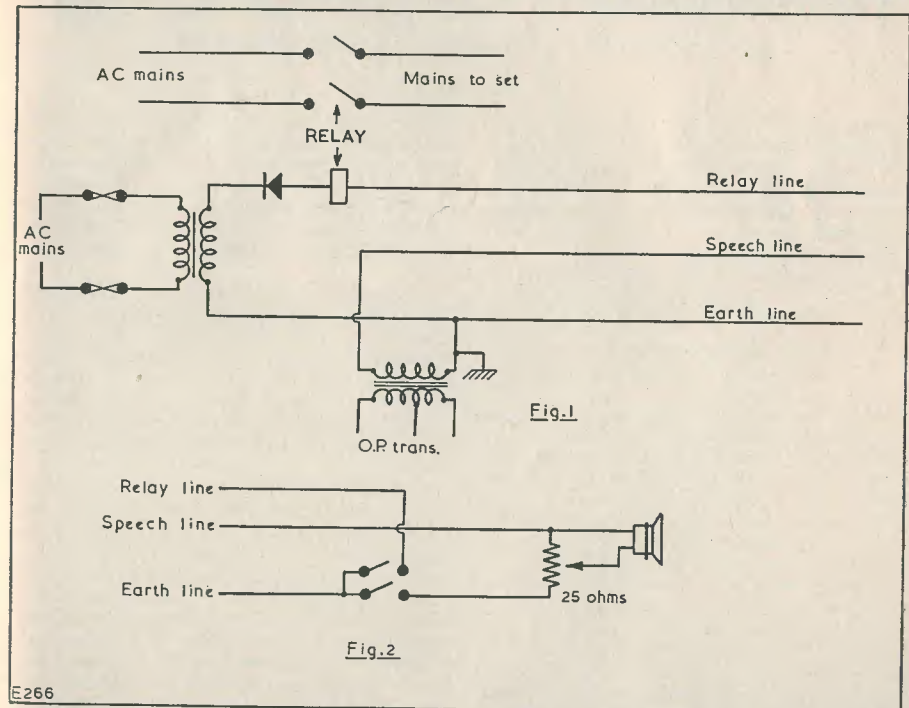 AC mains
Mains to set
RELAY
AC
mains
Relay line
Speech line
Earth line
Fig.1
O.P. trans.
Relay line
Speech line
Earth line
25 ohms
Fig.2
E266